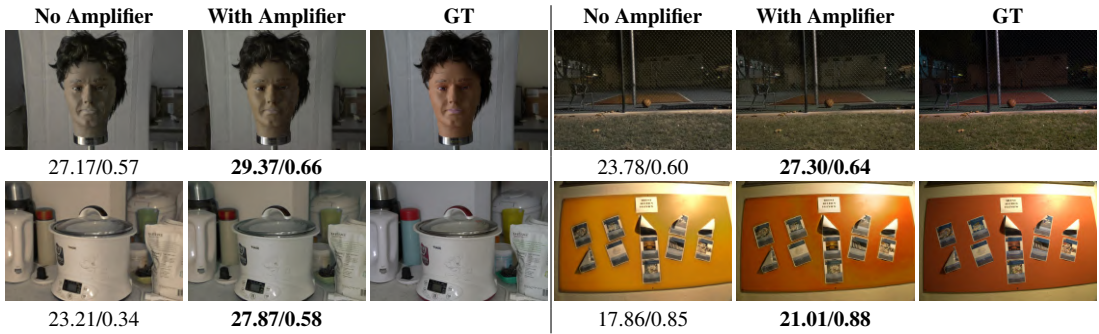 No Amplifier With Amplifier GT No Amplifier With Amplifier GT
27.17/0.57 29.37/0.66 23.78/0.60 27.30/0.64
23.21/0.34 27.87/0.58 17.86/0.85 21.01/0.88